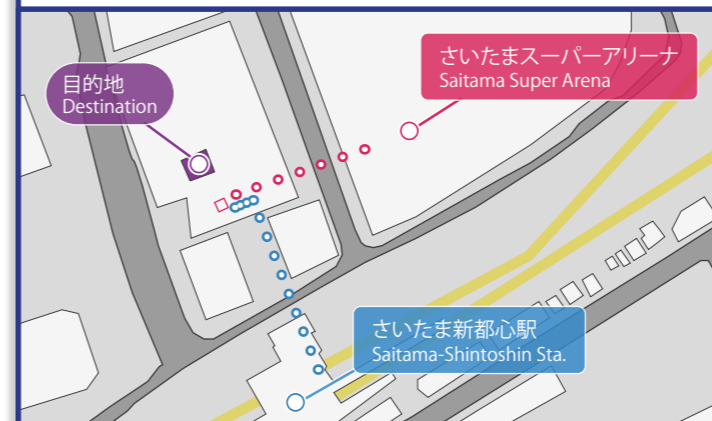 さいたまスーパーアリーナ
Saitama Super Arena
目的地
Destination
さいたま新都心駅
Saitama-Shintoshin Sta.